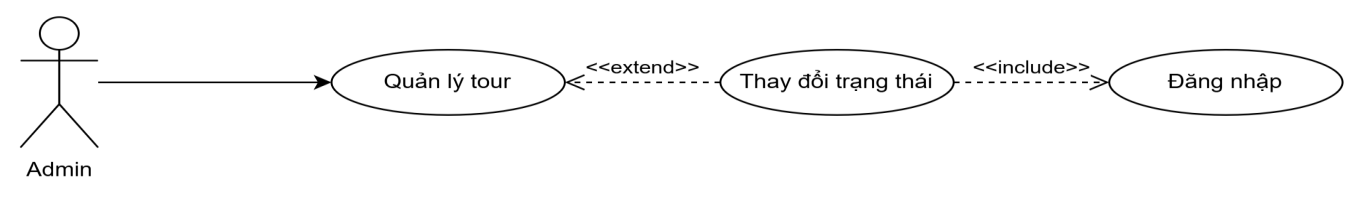 <<extend>>
<<include>>
Quản lý tour
Thay đổi trạng thái
Đăng nhập
Admin